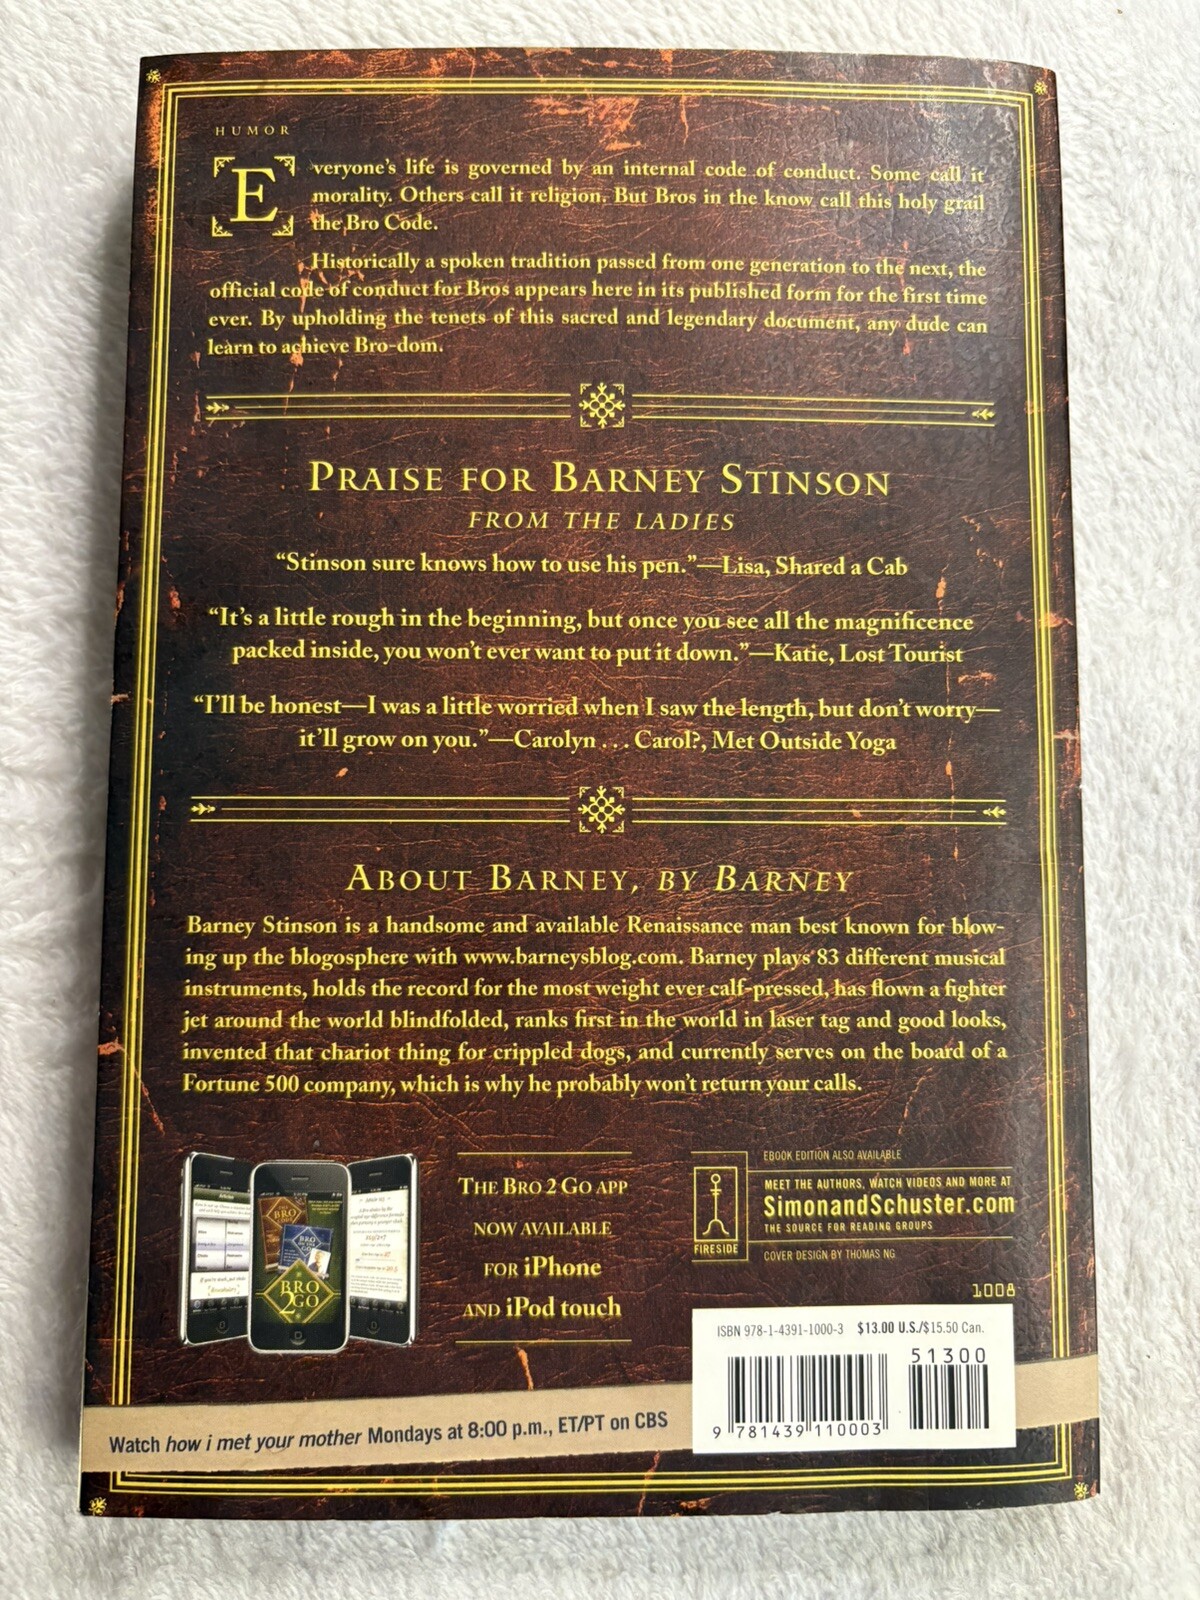 HUMOR
Everyone's life is governed by an internal code of conduct. Some call it
morality. Others call it religion. But Bros in the know call this holy grail
the Bro Code.
Historically a spoken tradition passed from one generation to the next, the
official code of conduct for Bros appears here in its published form for the first time
ever. By upholding the tenets of this sacred and legendary document, any dude can
learn to achieve Bro-dom.
PRAISE FOR BARNEY STINSON
FROM THE LADIES
“Stinson sure knows how to use his pen.”—Lisa, Shared a Cab
“It's a little rough in the beginning, but once you see all the magnificence
packed inside, you won't ever want to put it down.”—Katie, Lost Tourist
“I'll be honest—I was a little worried when I saw the length, but don't worry—
it'll grow on you.”—Carolyn . . . Carol?, Met Outside Yoga
ABOUT BARNEY, BY BARNEY
Barney Stinson is a handsome and available Renaissance man best known for blow-
ing up the blogosphere with www.barneysblog.com. Barney plays 83 different musical
instruments, holds the record for the most weight ever calf-pressed, has flown a fighter
jet around the world blindfolded, ranks first in the world in laser tag and good looks,
invented that chariot thing for crippled dogs, and currently serves on the board of a
Fortune 500 company, which is why he probably won't return your calls.
BRO
2GO
THE BRO 2 GO APP
NOW AVAILABLE
FOR iPhone
AND iPod touch
FIRESIDE
EBOOK EDITION ALSO AVAILABLE
MEET THE AUTHORS, WATCH VIDEOS AND MORE AT
SimonandSchuster.com
THE SOURCE FOR READING GROUPS
COVER DESIGN BY THOMAS NG
1008
ISBN 978-1-4391-1000-3 $13.00 U.S./$15.50 Can.
51300
9 781439 110003
Watch how i met your mother Mondays at 8:00 p.m., ET/PT on CBS